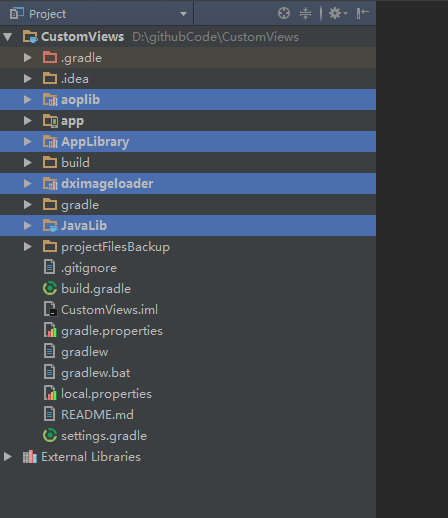 Project
CustomViews D:\githubCode\CustomViews
.gradle
.idea
aoplib
app
AppLibrary
build
dximageloader
gradle
JavaLib
projectFilesBackup
.gitignore
build.gradle
CustomViews.iml
gradle.properties
gradlew
gradlew.bat
local.properties
README.md
settings.gradle
External Libraries